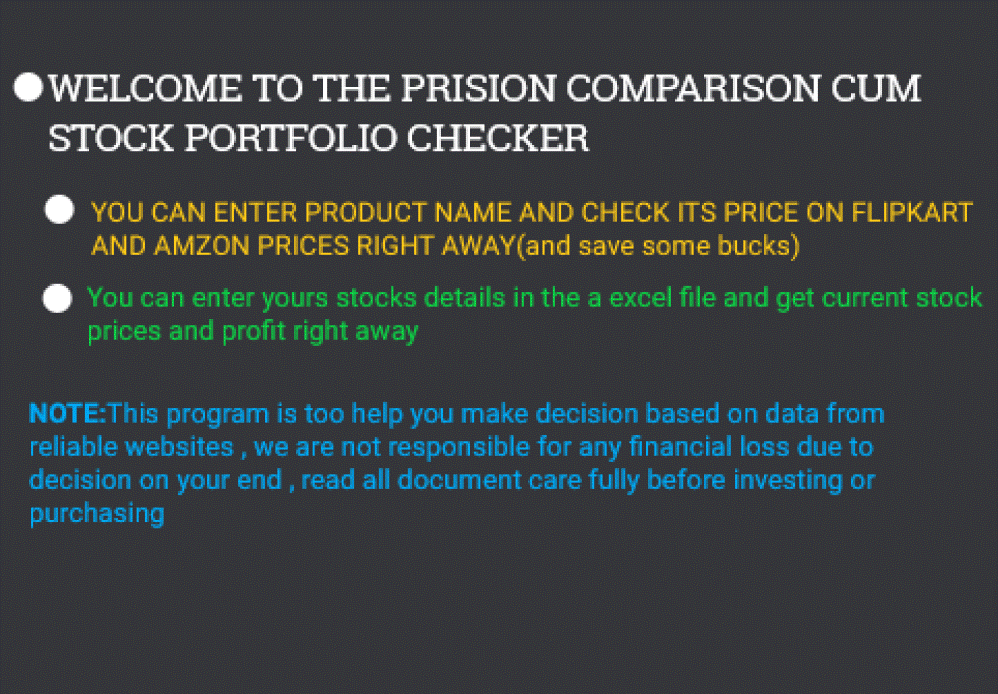 WELCOME TO THE PRISION COMPARISON CUM
STOCK PORTFOLIO CHECKER
YOU CAN ENTER PRODUCT NAME AND CHECK ITS PRICE ON FLIPKART
AND AMZON PRICES RIGHT AWAY(and save some bucks)
You can enter yours stocks details in the a excel file and get current stock
prices and profit right away
NOTE:This program is too help you make decision based on data from
reliable websites , we are not responsible for any financial loss due to
decision on your end , read all document care fully before investing or
purchasing